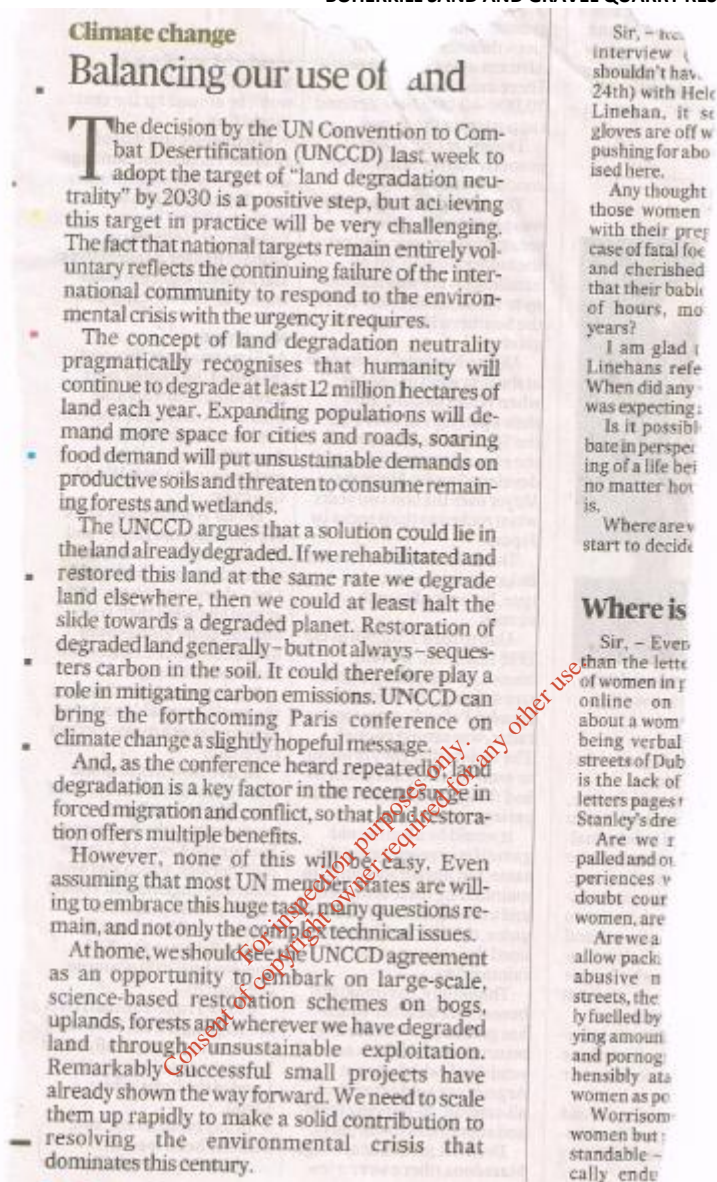 SAND AND GRAVEL QUARRY
Climate change
Balancing our use of and
The decision by the UN Convention to Com-
bat Desertification (UNCCD) last week to
adopt the target of “land degradation neu-
trality” by 2030 is a positive step, but aci ieving
this target in practice will be very challenging.
The fact that national targets remain entirely vol-
untary reflects the continuing failure of the inter-
national community to respond to the environ-
mental crisis with the urgency it requires.
The concept of land degradation neutrality
pragmatically recognises that humanity will
continue to degrade at least 12 million hectares of
land each year. Expanding populations will de-
mand more space for cities and roads, soaring
food demand will put unsustainable demands on
productive soils and threaten to consume remain-
ing forests and wetlands.
The UNCCD argues that a solution could lie in
the land already degraded. If we rehabilitated and
restored this land at the same rate we degrade
land elsewhere, then we could at least halt the
slide towards a degraded planet. Restoration of
degraded land generally – but not always – seques-
ters carbon in the soil. It could therefore play a
role in mitigating carbon emissions. UNCCD can
bring the forthcoming Paris conference on
climate change a slightly hopeful message.
And, as the conference heard repeatedly, land
degradation is a key factor in the recent surge in
forced migration and conflict, so that land restora-
tion offers multiple benefits.
However, none of this will be easy. Even
assuming that most UN member states are will-
ing to embrace this huge task, many questions re-
main, and not only the complex technical issues.
At home, we should see the UNCCD agreement
as an opportunity to embark on large-scale,
science-based restoration schemes on bogs,
uplands, forests and wherever we have degraded
land through unsustainable exploitation.
Remarkably successful small projects have
already shown the way forward. We need to scale
them up rapidly to make a solid contribution to
resolving the environmental crisis that
dominates this century.
Sir, –
interview
shouldn't hav
24th) with Hele
Linehan, it
gloves are off w
pushing for abo
ised here.
Any thought
those women
with their preg
case of fatal foe
and cherished
that their babie
of hours, mo
years?
I am glad
Linehans refe
When did any
was expecting
Is it possibl
bate in perspec
ing of a life bei
no matter hov
is.
Where are v
start to decide
Where is
Sir, – Even
than the lette
of women in
online on
about a wom
being verbal
streets of Dub
is the lack of
letters pages
Stanley's dre
Are we
palled and
periences
doubt cour
women, are
Are we a
allow pack
abusive
streets, the
ly fuelled by
ying amoun
and pornog
hensibly ata
women as po
Worrisom
women but
standable –
cally
For inspection purposes only.
Consent of copyright owner required for any other use.